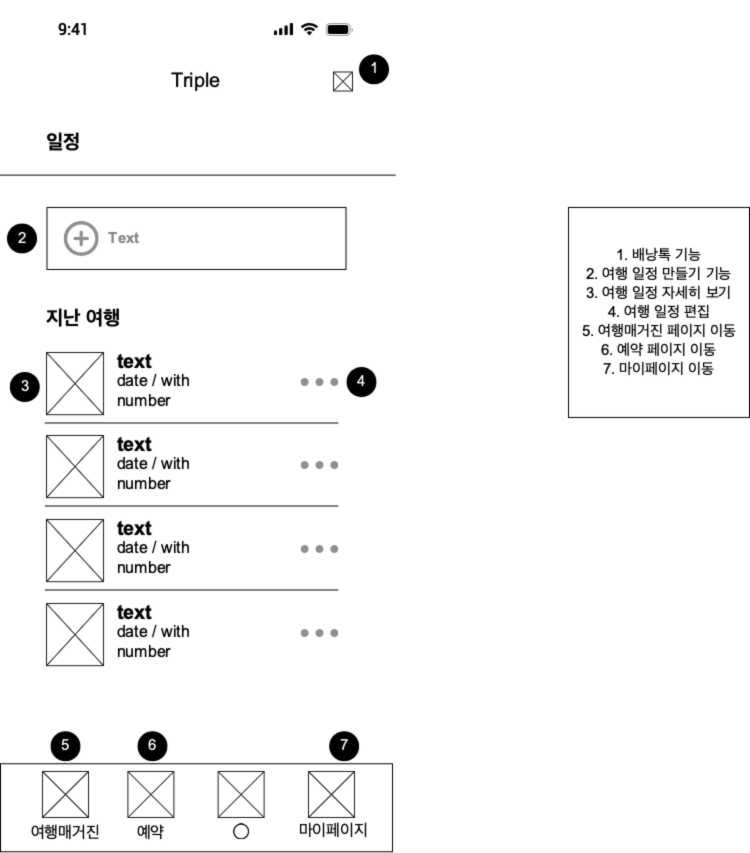 9:41
Triple
1
일정
2
Text
지난 여행
3
text
date / with
number
4
text
date / with
number
text
date / with
number
text
date / with
number
5
6
7
여행매거진
예약
마이페이지
1. 배낭톡 기능
2. 여행 일정 만들기 기능
3. 여행 일정 자세히 보기
4. 여행 일정 편집
5. 여행매거진 페이지 이동
6. 예약 페이지 이동
7. 마이페이지 이동